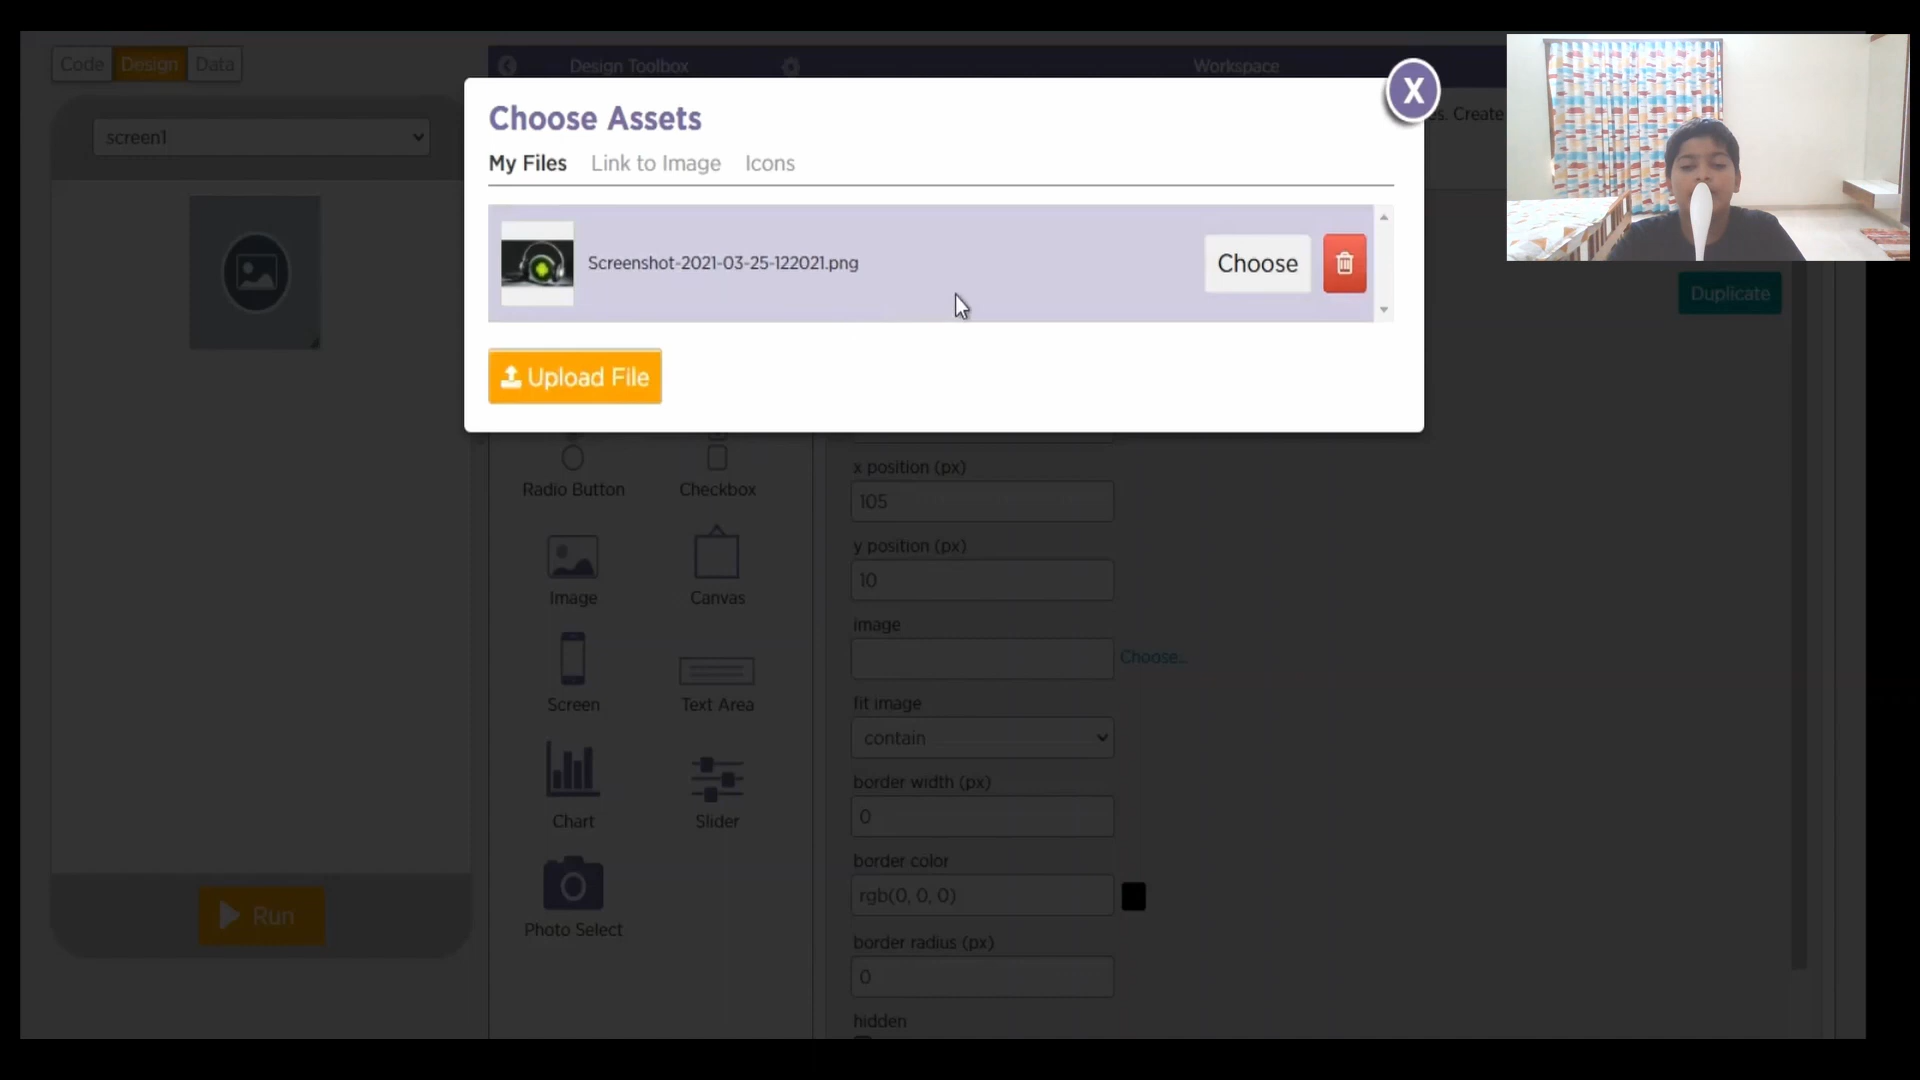 Code Design Data
Design Toolbox
Workspace
es. Create
screen1
Choose Assets
X
My Files Link to Image Icons
Screenshot-2021-03-25-122021.png
Choose
Upload File
Duplicate
Radio Button
Checkbox
Image
Canvas
Screen
Text Area
Chart
Slider
Photo Select
x position (px)
105
y position (px)
10
image
Choose...
fit image
contain
border width (px)
0
border color
rgb(0, 0, 0)
border radius (px)
0
hidden
Run